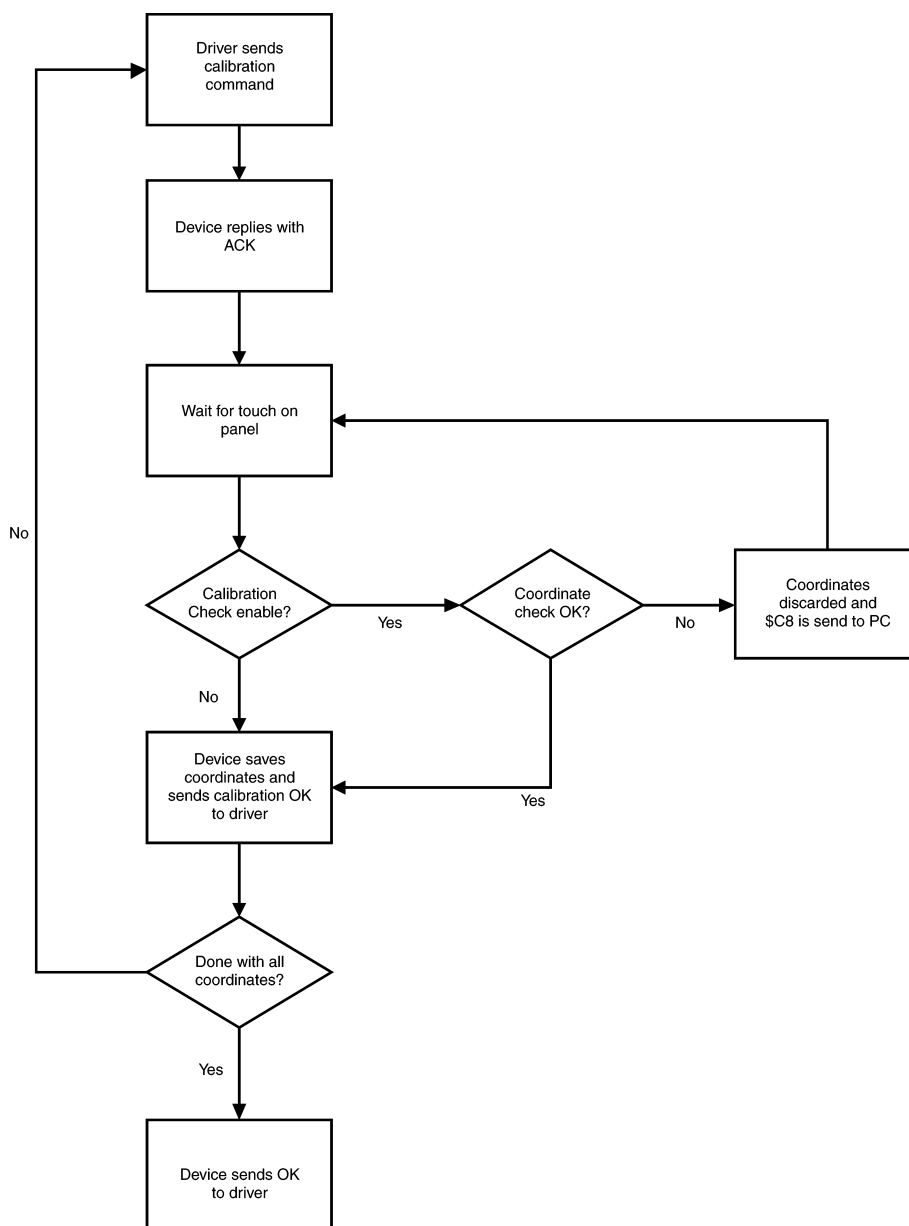 Driver sends
calibration
command
Device replies with
ACK
Wait for touch on
panel
No
Calibration
Check enable?
Yes
Coordinate
check OK?
No
Coordinates
discarded and
$C8 is send to PC
No
Device saves
coordinates and
sends calibration OK
to driver
Yes
Done with all
coordinates?
Yes
Device sends OK
to driver